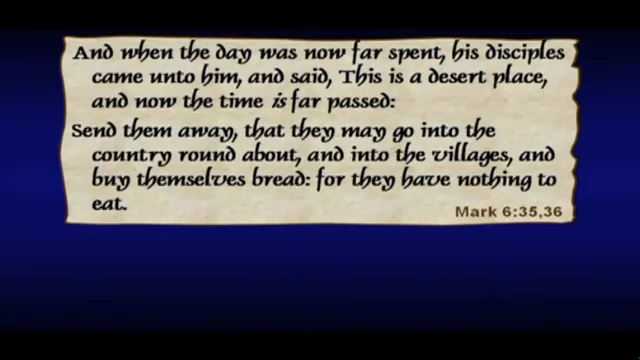 And when the day was now far spent, his disciples
came unto him, and said, This is a desert place,
and now the time is far passed:
Send them away, that they may go into the
country round about, and into the villages, and
buy themselves bread: for they have nothing to
eat.
Mark 6:35,36